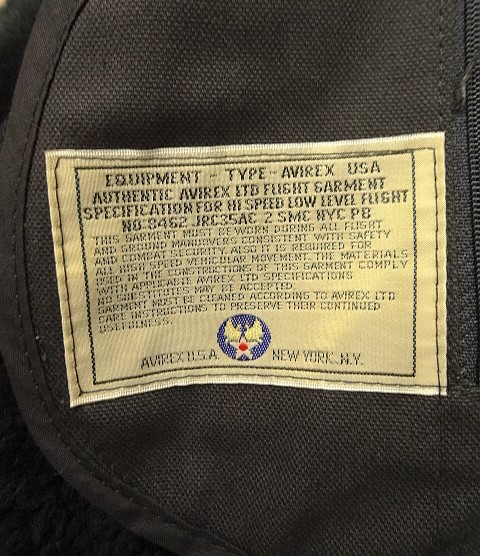 EQUIPMENT - TYPE - AVIREX USA
AUTHENTIC AVIREX LTD FLIGHT GARMENT
SPECIFICATION FOR HI SPEED LOW LEVEL FLIGHT
NO. 8462 JRC35AC 2 SMC NYC PB
THIS GARMENT MUST BE WORN DURING ALL FLIGHT
AND GROUND MANUOVERS CONSISTENT WITH SAFETY
AND COMBAT SECURITY. ALSO IT IS REQUIRED FOR
ALL HIGH SPEED VEHICULAR MOVEMENT. THE MATERIALS
USED IN THE CONSTRUCTIONS OF THIS GARMENT COMPLY
WITH APPLICABLE AVIREX LTD SPECIFICATIONS
NO SUBSTITUTES MAY BE ACCEPTED.
GARMENT MUST BE CLEANED ACCORDING TO AVIREX LTD
CARE INSTRUCTIONS TO PRESERVE THEIR CONTINUED
USEFULNESS.
AVIREX U.S.A. NEW YORK, N.Y.